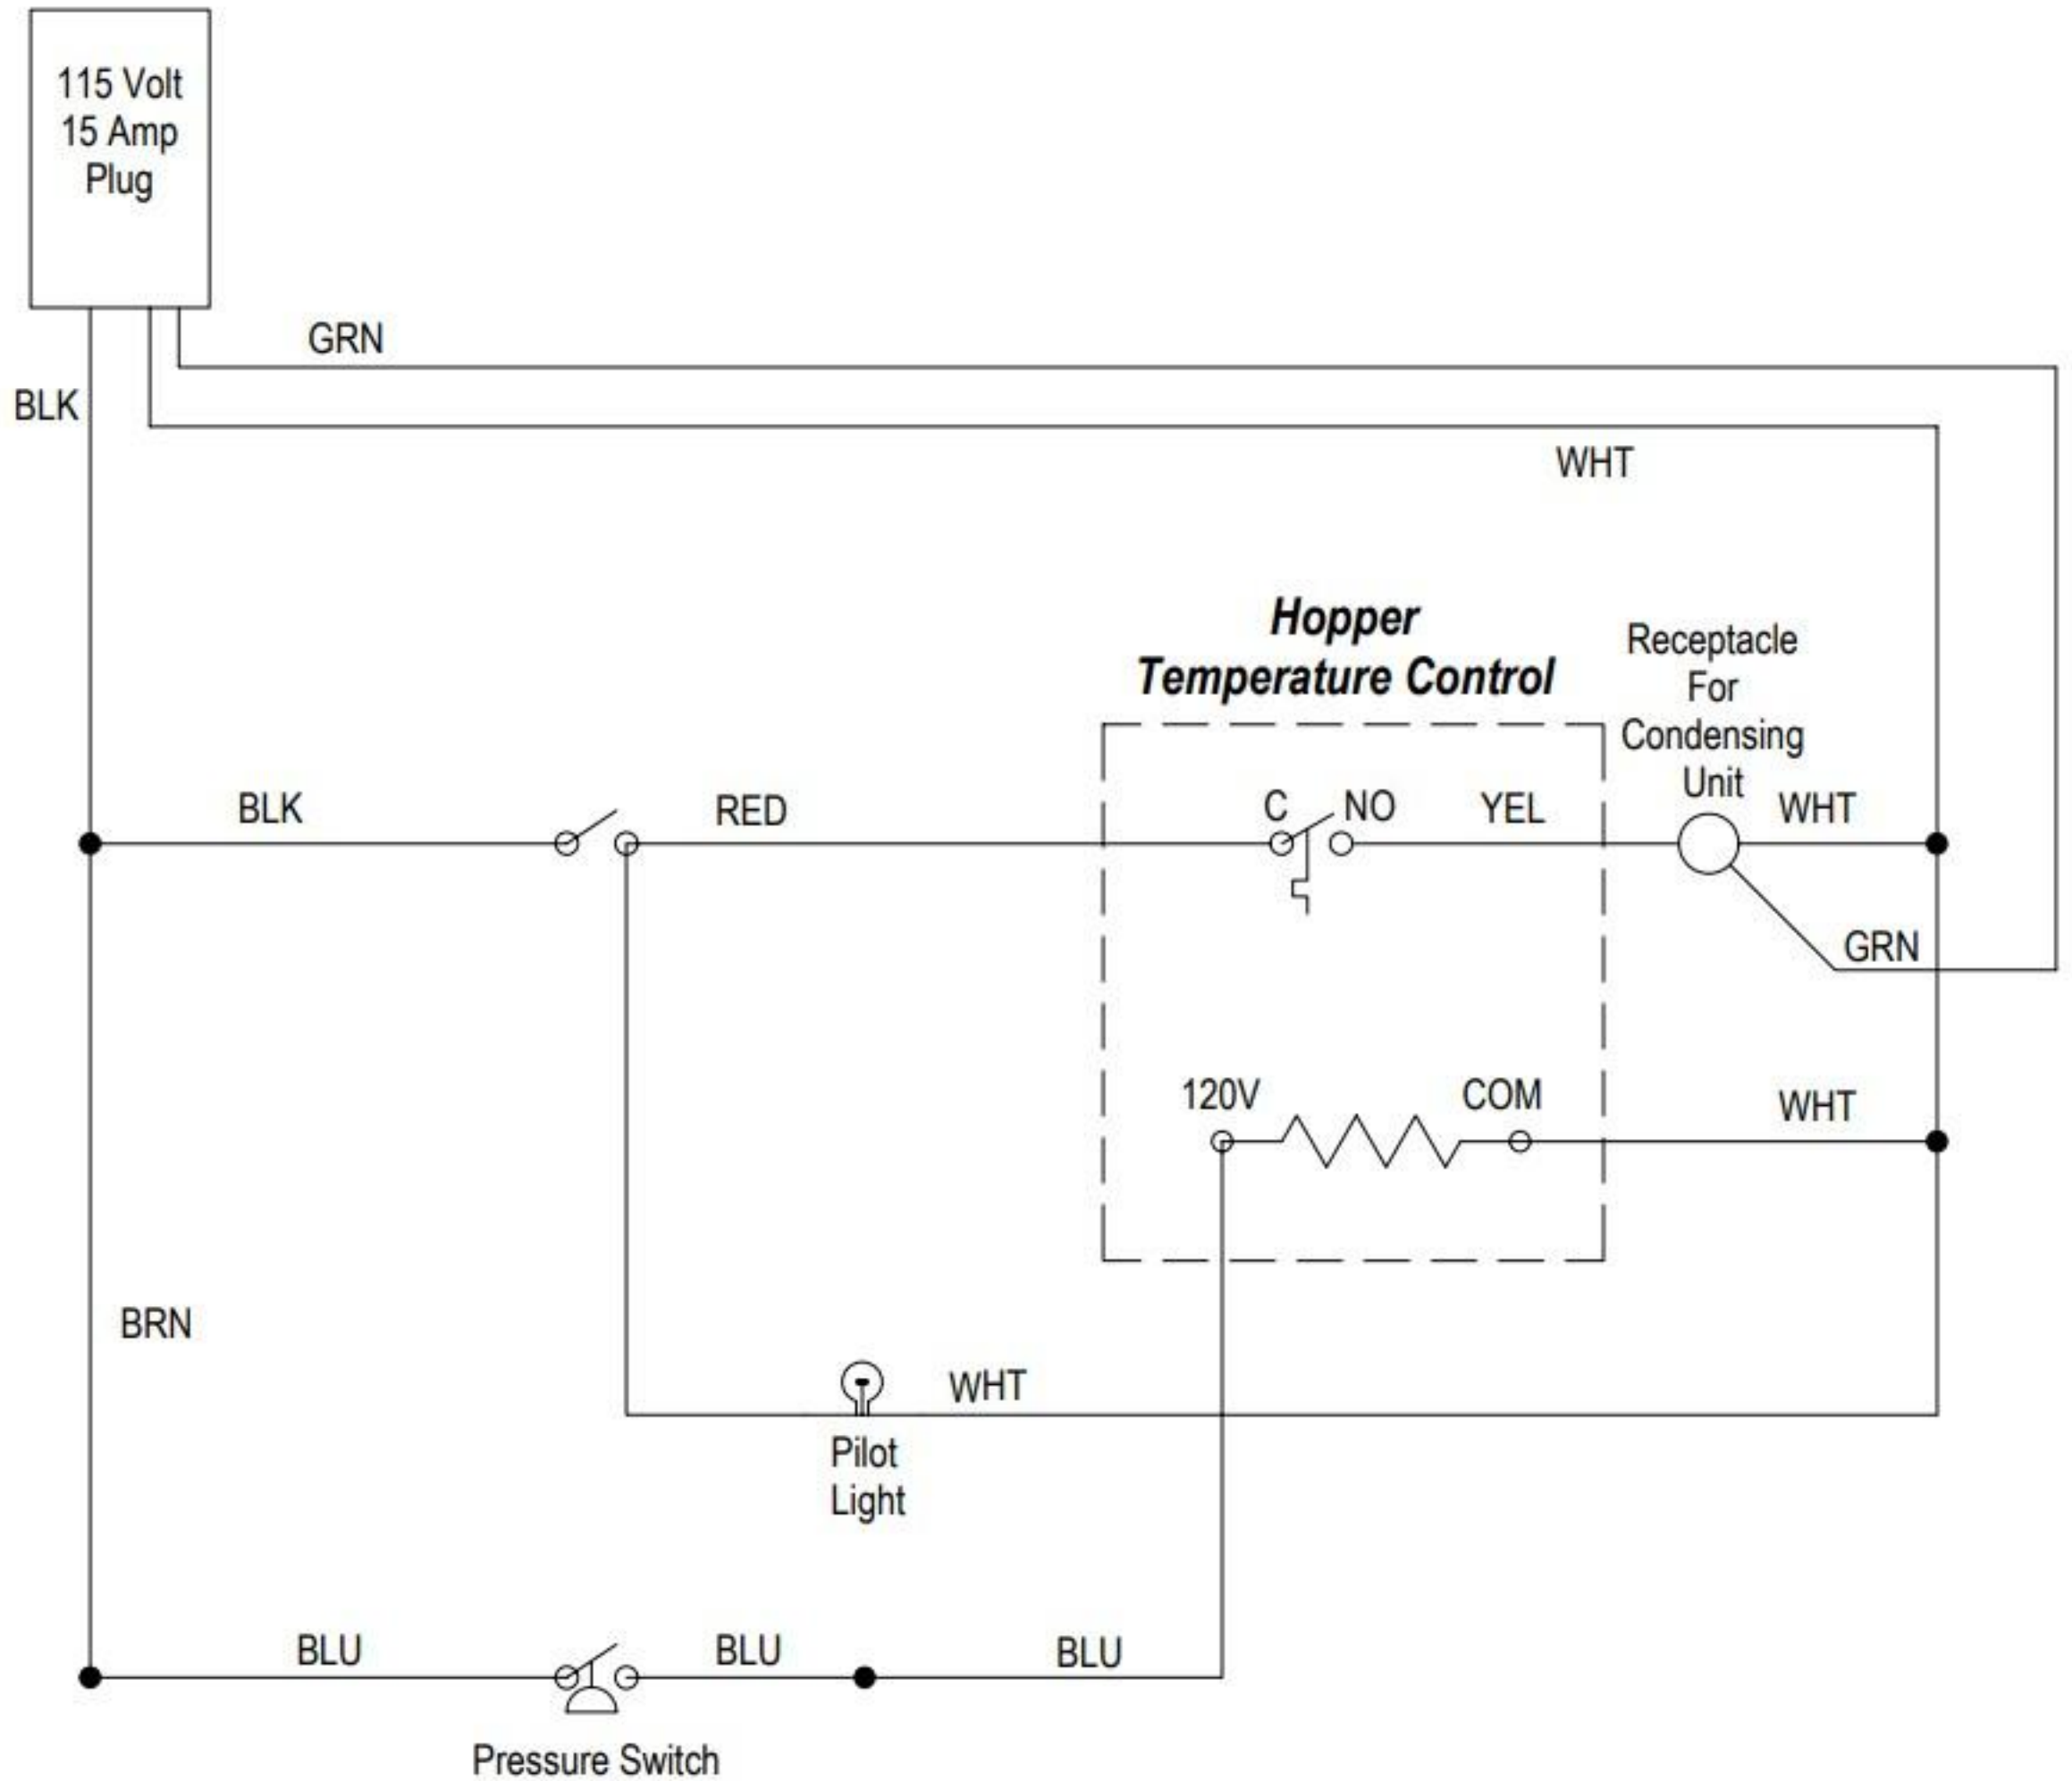 115 Volt
15 Amp
Plug
GRN
BLK
WHT
Hopper
Temperature Control
Receptacle
For
Condensing
Unit
BLK
RED
C
NO
YEL
WHT
GRN
120V
COM
WHT
BRN
WHT
Pilot
Light
BLU
BLU
BLU
Pressure Switch